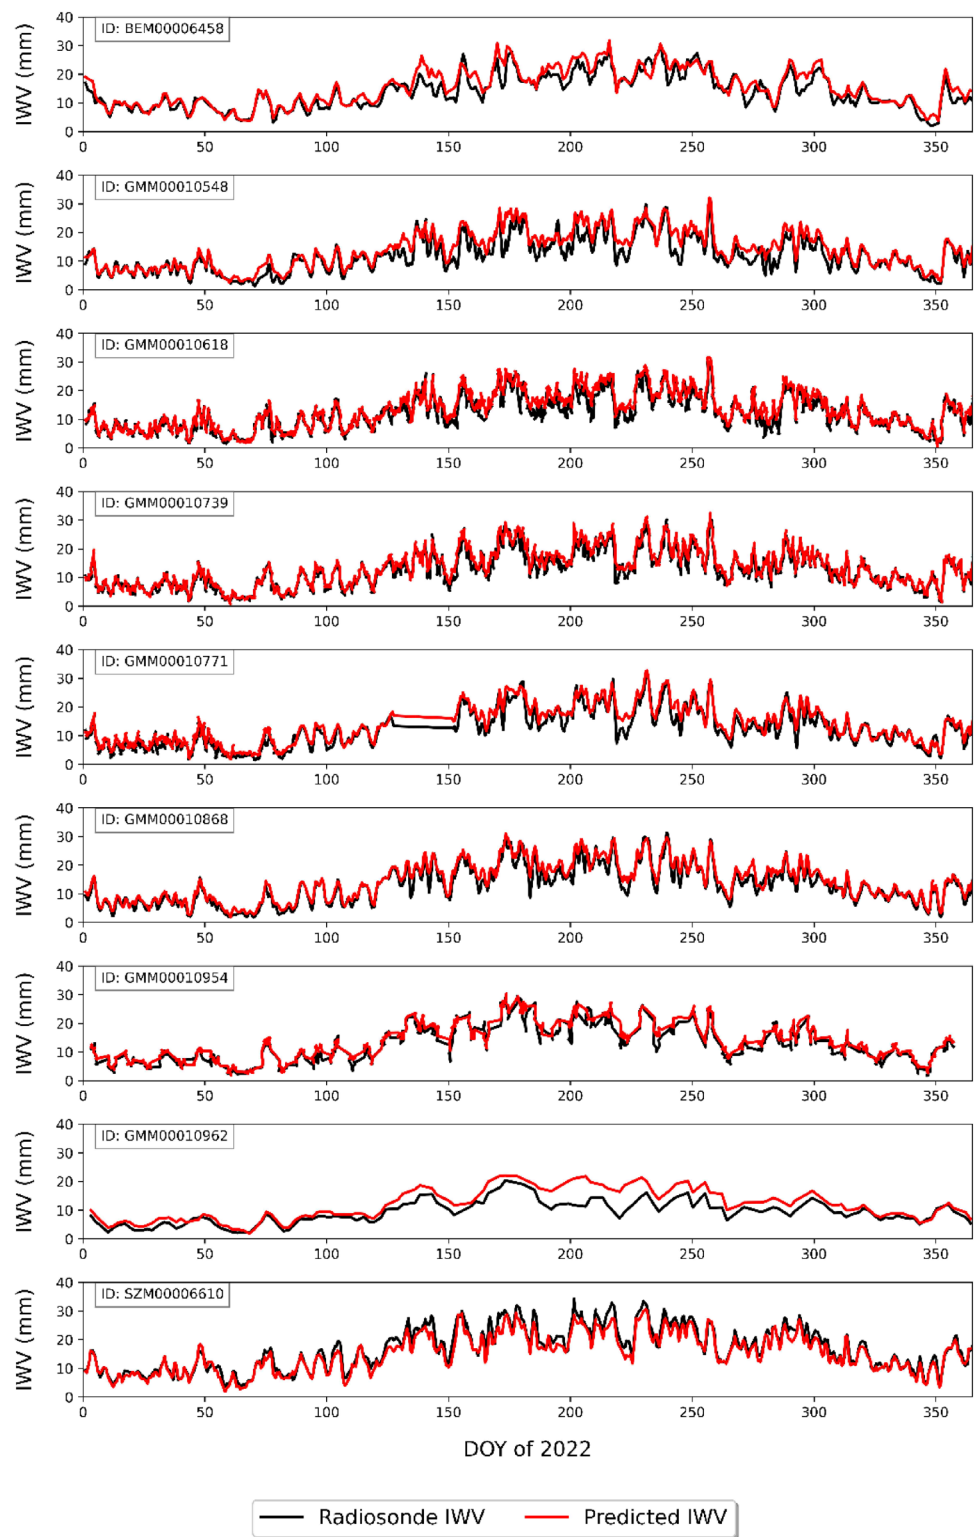 40
ID: BEM00006458
30
20
10
0
IWV (mm)
0 50 100 150 200 250 300 350
40
ID: GMM00010548
30
20
10
0
IWV (mm)
0 50 100 150 200 250 300 350
40
ID: GMM00010618
30
20
10
0
IWV (mm)
0 50 100 150 200 250 300 350
40
ID: GMM00010739
30
20
10
0
IWV (mm)
0 50 100 150 200 250 300 350
40
ID: GMM00010771
30
20
10
0
IWV (mm)
0 50 100 150 200 250 300 350
40
ID: GMM00010868
30
20
10
0
IWV (mm)
0 50 100 150 200 250 300 350
40
ID: GMM00010954
30
20
10
0
IWV (mm)
0 50 100 150 200 250 300 350
40
ID: GMM00010962
30
20
10
0
IWV (mm)
0 50 100 150 200 250 300 350
40
ID: SZM00006610
30
20
10
0
IWV (mm)
0 50 100 150 200 250 300 350
DOY of 2022
Radiosonde IWV Predicted IWV